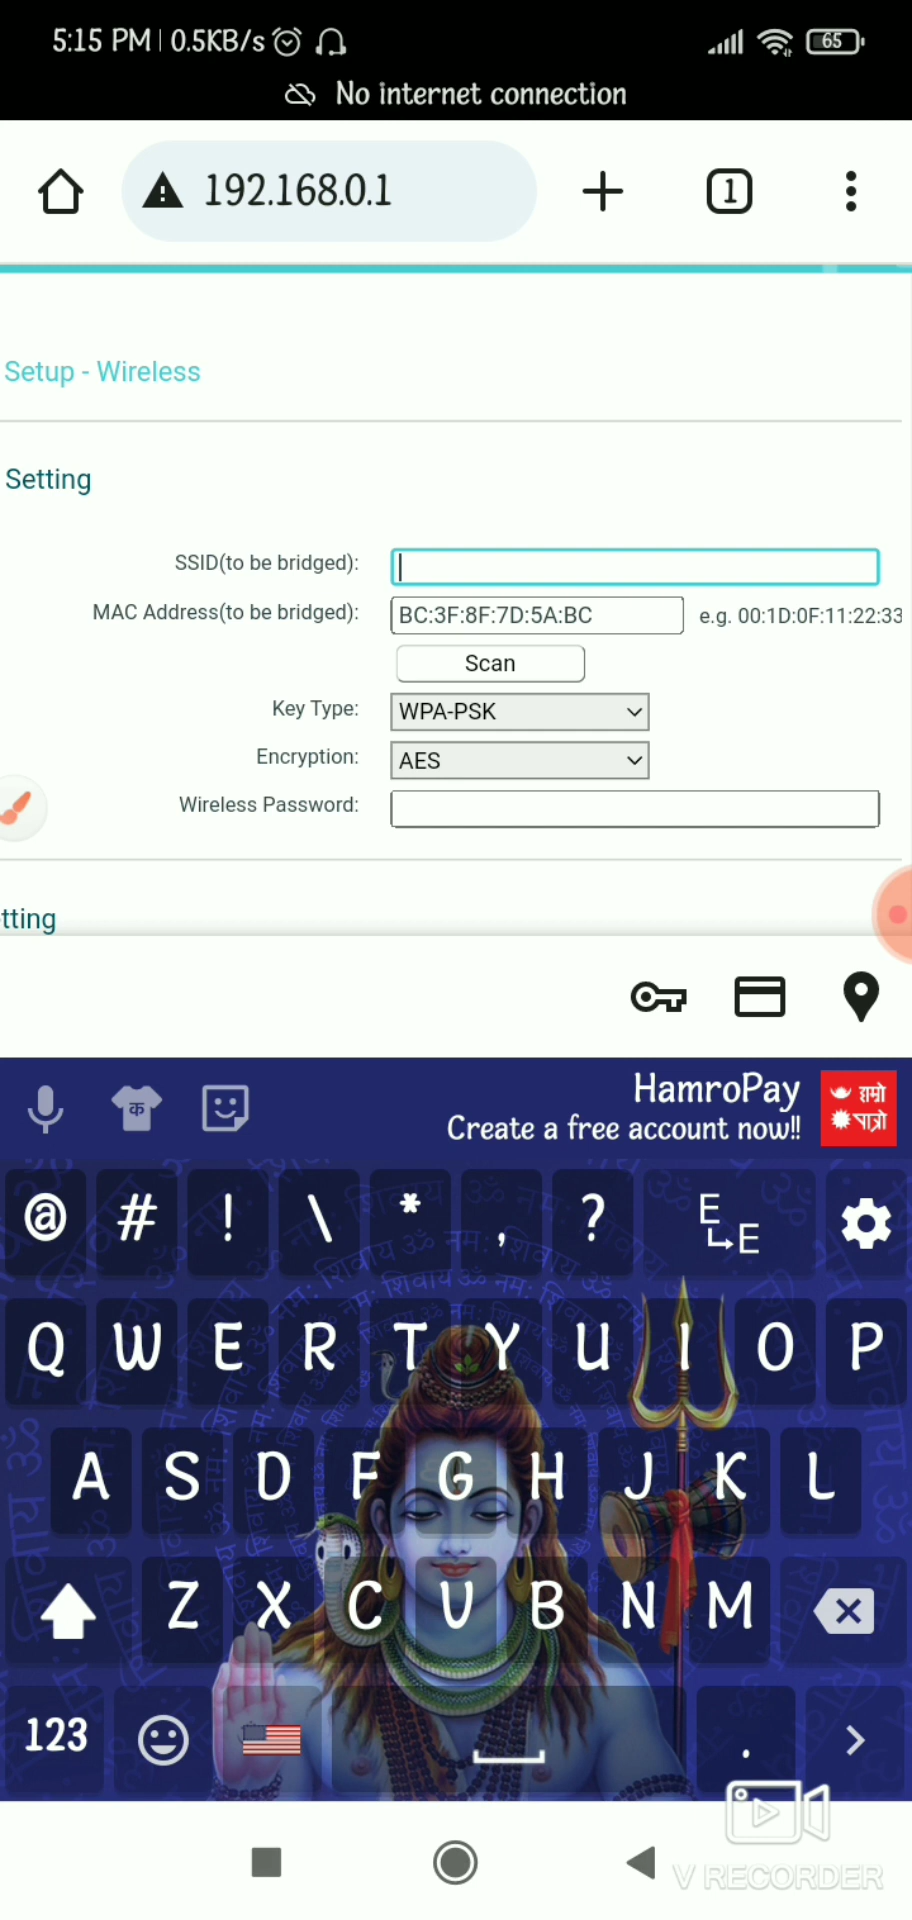 5:15 PM | 0.5KB/s
65
No internet connection
192.168.0.1
1
Setup - Wireless
Setting
SSID(to be bridged):
MAC Address(to be bridged): BC:3F:8F:7D:5A:BC e.g. 00:1D:0F:11:22:33
Scan
Key Type: WPA-PSK
Encryption: AES
Wireless Password:
tting
क
HamroPay
Create a free account now!!
हाम्रो
पात्रो
@ # ! \ * , ? E E
Q W E R T Y U I O P
A S D F G H J K L
Z X C V B N M
123 .
V RECORDER